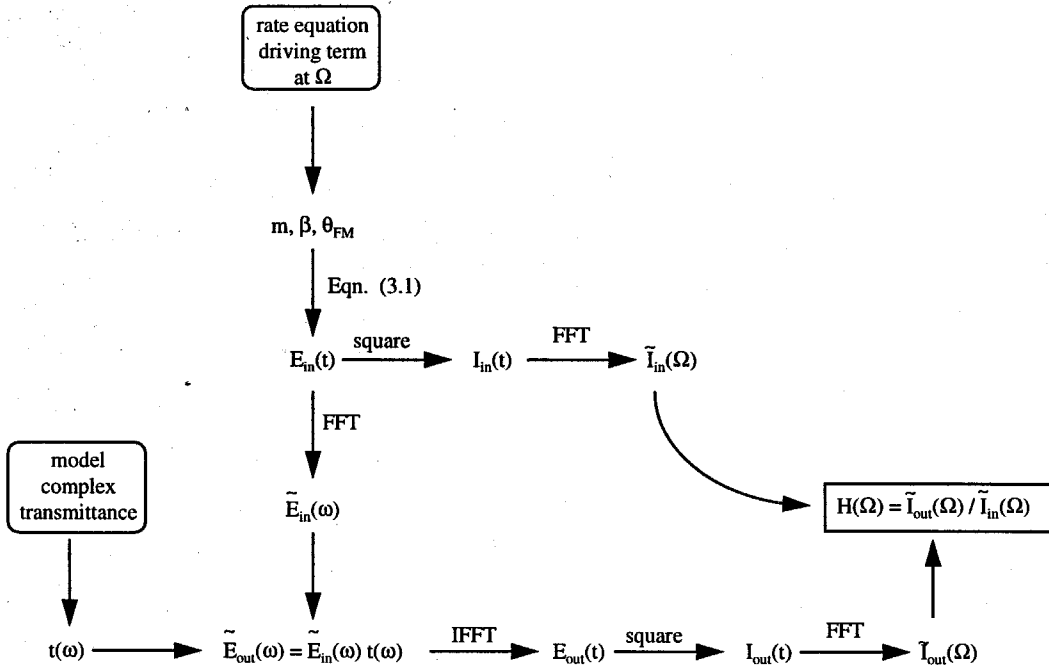 rate equation
driving term
at Ω
m, β, θ_FM
Eqn. (3.1)
E_in(t)
square
I_in(t)
FFT
Ĩ_in(Ω)
FFT
model
complex
transmittance
Ẽ_in(ω)
H(Ω) = Ĩ_out(Ω) / Ĩ_in(Ω)
t(ω)
Ẽ_out(ω) = Ẽ_in(ω) t(ω)
IFFT
E_out(t)
square
I_out(t)
FFT
Ĩ_out(Ω)